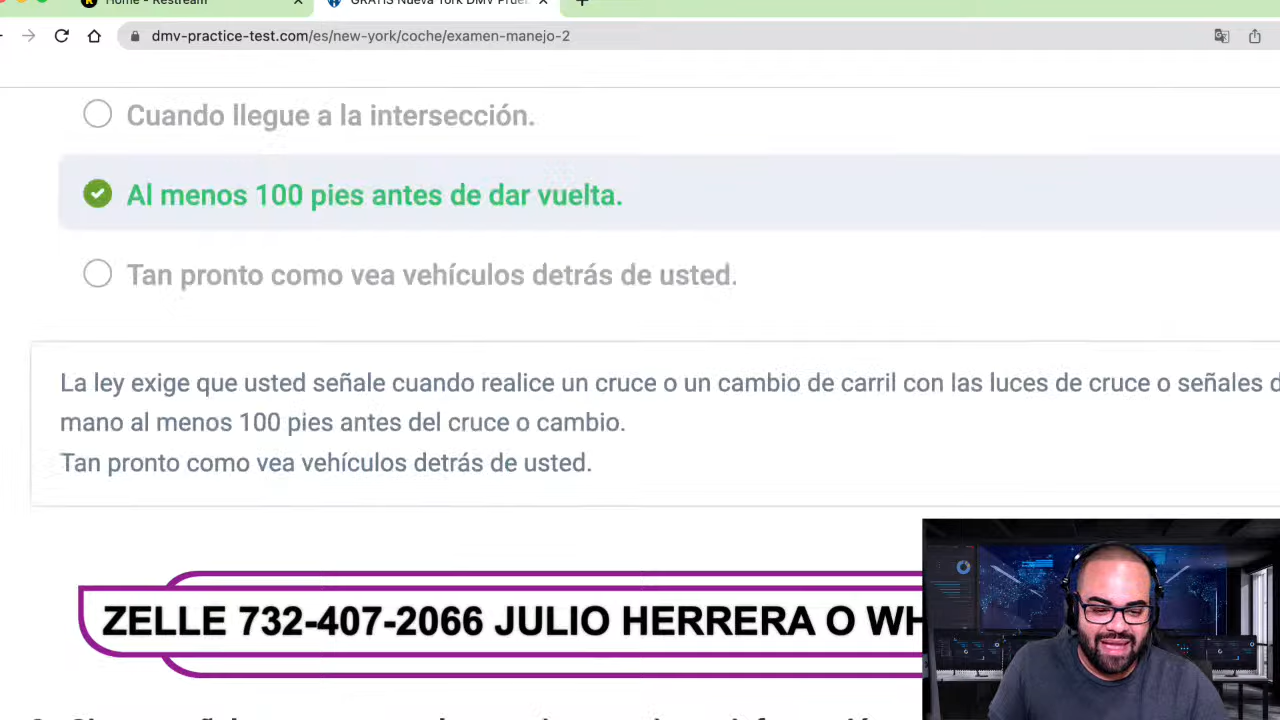 Home - Restream
GRATIS Nueva York DMV Prue
dmv-practice-test.com/es/new-york/coche/examen-manejo-2
Cuando llegue a la intersección.
Al menos 100 pies antes de dar vuelta.
Tan pronto como vea vehículos detrás de usted.
La ley exige que usted señale cuando realice un cruce o un cambio de carril con las luces de cruce o señales d
mano al menos 100 pies antes del cruce o cambio.
Tan pronto como vea vehículos detrás de usted.
ZELLE 732-407-2066 JULIO HERRERA O WH